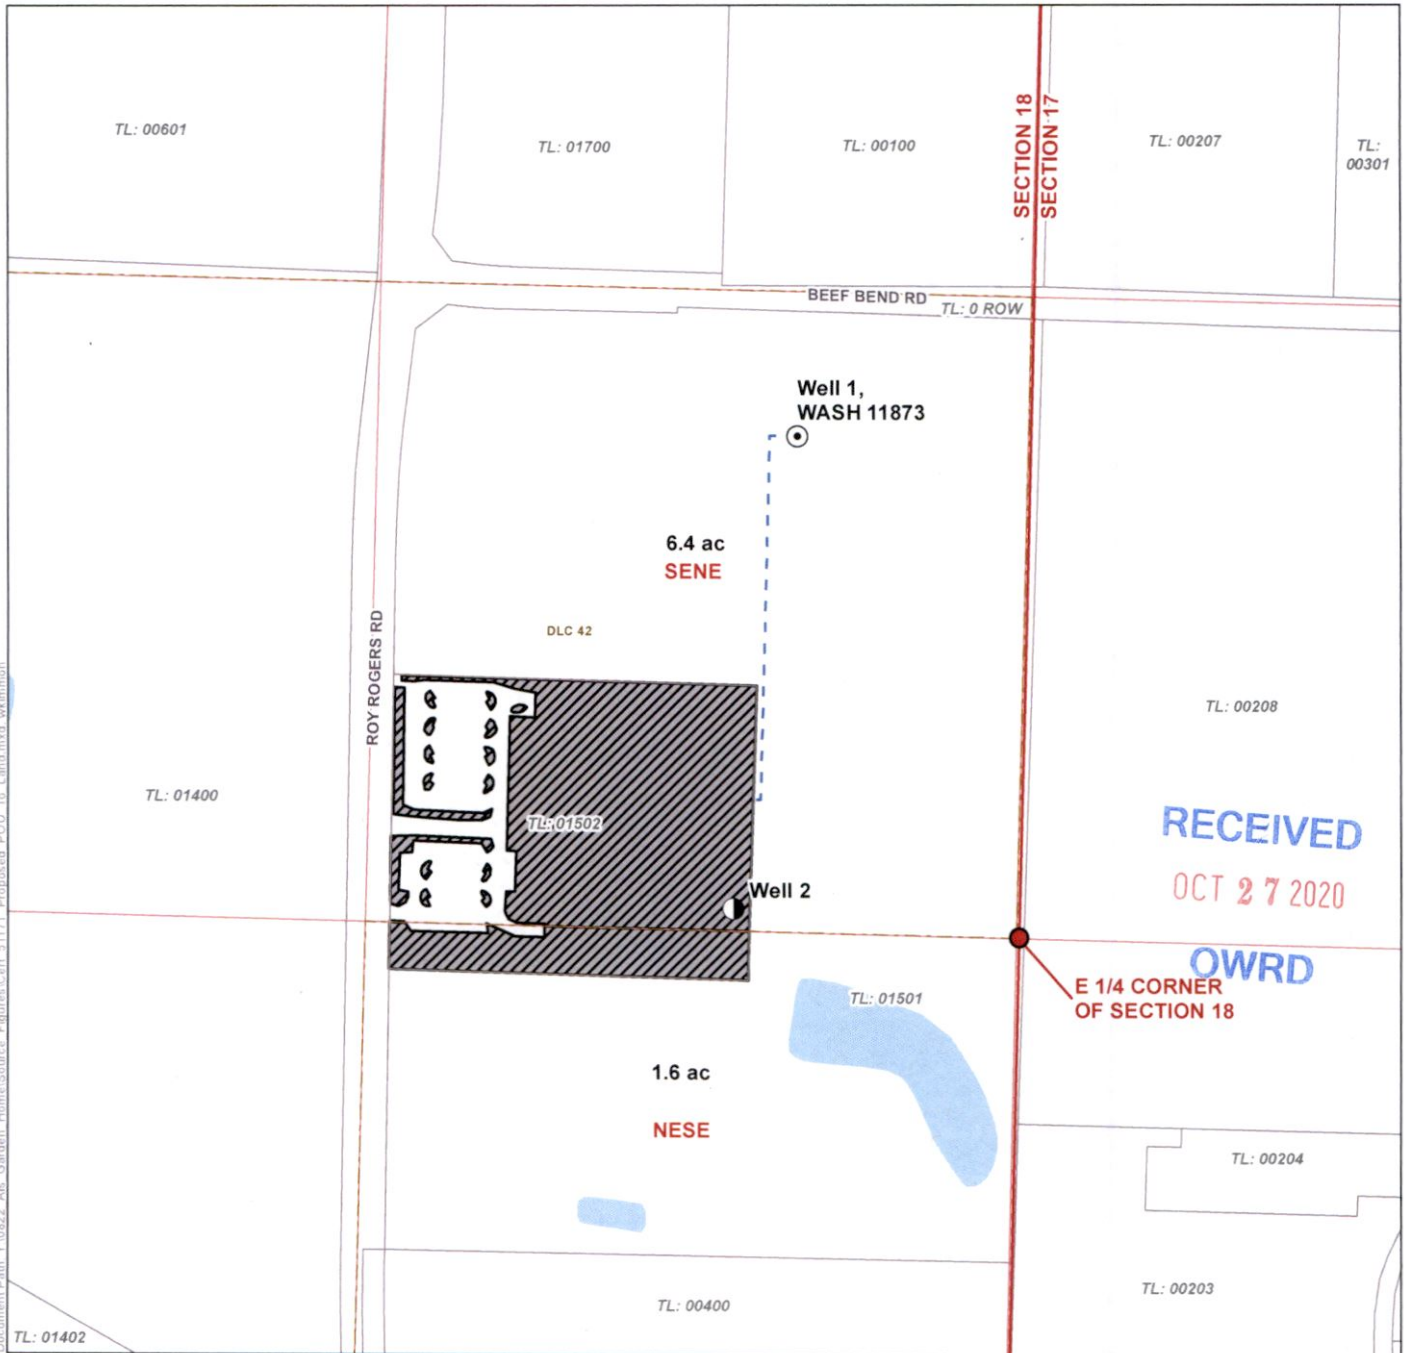 TL: 00601
TL: 01700
TL: 00100
SECTION 18
SECTION 17
TL: 00207
TL:
00301
BEEF BEND RD
TL: 0 ROW
Well 1,
WASH 11873
6.4 ac
SENE
DLC 42
ROY ROGERS RD
TL: 00208
TL: 01400
TL: 01502
RECEIVED
OCT 27 2020
OWRD
Well 2
E 1/4 CORNER
OF SECTION 18
TL: 01501
1.6 ac
NESE
TL: 00204
TL: 00203
TL: 00400
TL: 01402